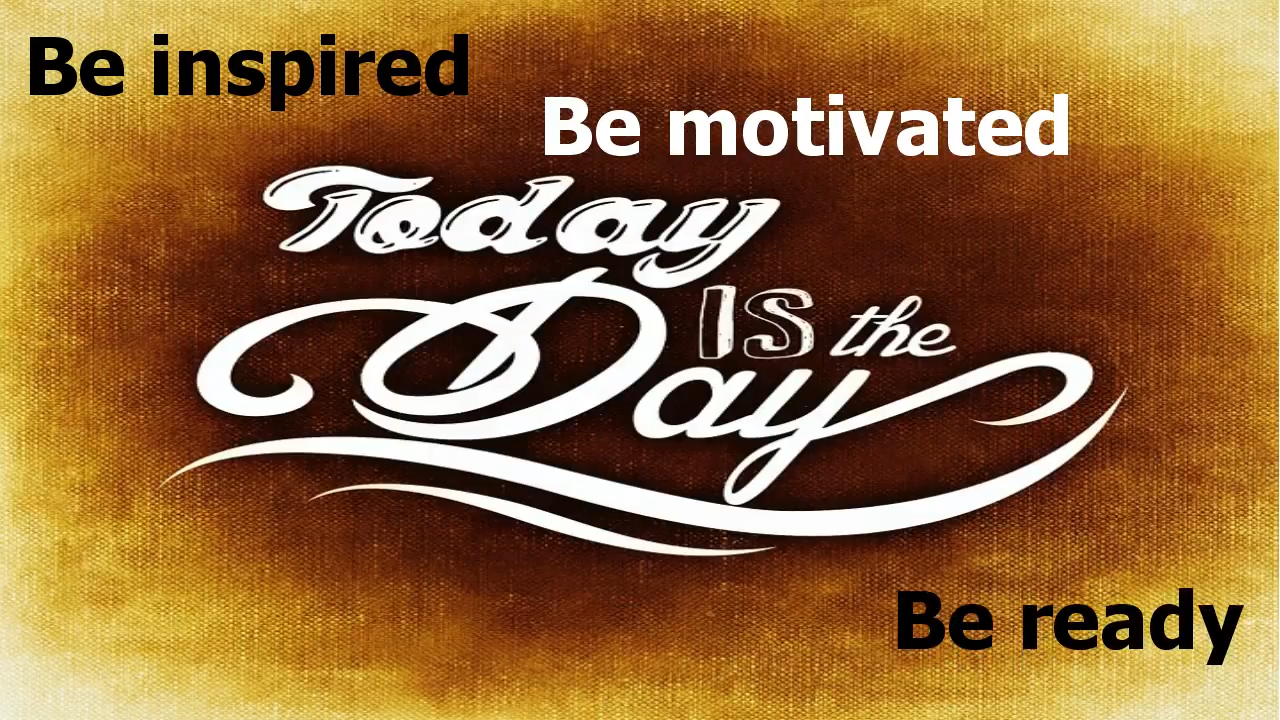 Be inspired
Be motivated
Today
IS the
Day
Be ready